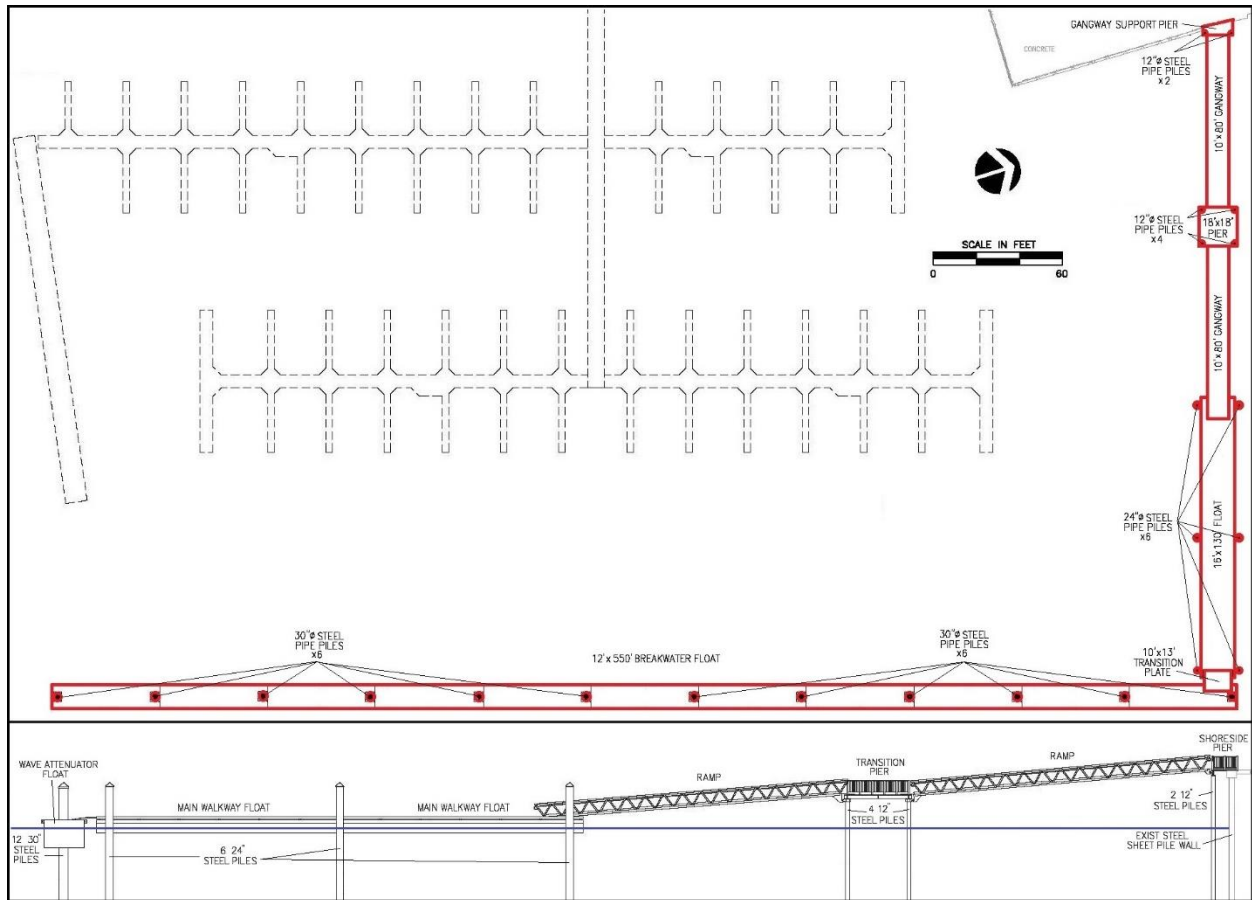 GANGWAY SUPPORT PIER
CONCRETE
12"ø STEEL
PIPE PILES
x2
10'x80' GANGWAY
12"ø STEEL
PIPE PILES
x4
18'x18'
PIER
SCALE IN FEET
0 60
10'x80' GANGWAY
24"ø STEEL
PIPE PILES
x6
16'x130' FLOAT
30"ø STEEL
PIPE PILES
x6
12'x 550' BREAKWATER FLOAT
30"ø STEEL
PIPE PILES
x6
10'x13'
TRANSITION
PLATE
WAVE ATTENUATOR
FLOAT
MAIN WALKWAY FLOAT
MAIN WALKWAY FLOAT
RAMP
TRANSITION
PIER
RAMP
SHORESIDE
PIER
12 30"
STEEL
PILES
6 24"
STEEL PILES
4 12"
STEEL PILES
2 12"
STEEL PILES
EXIST STEEL
SHEET PILE WALL